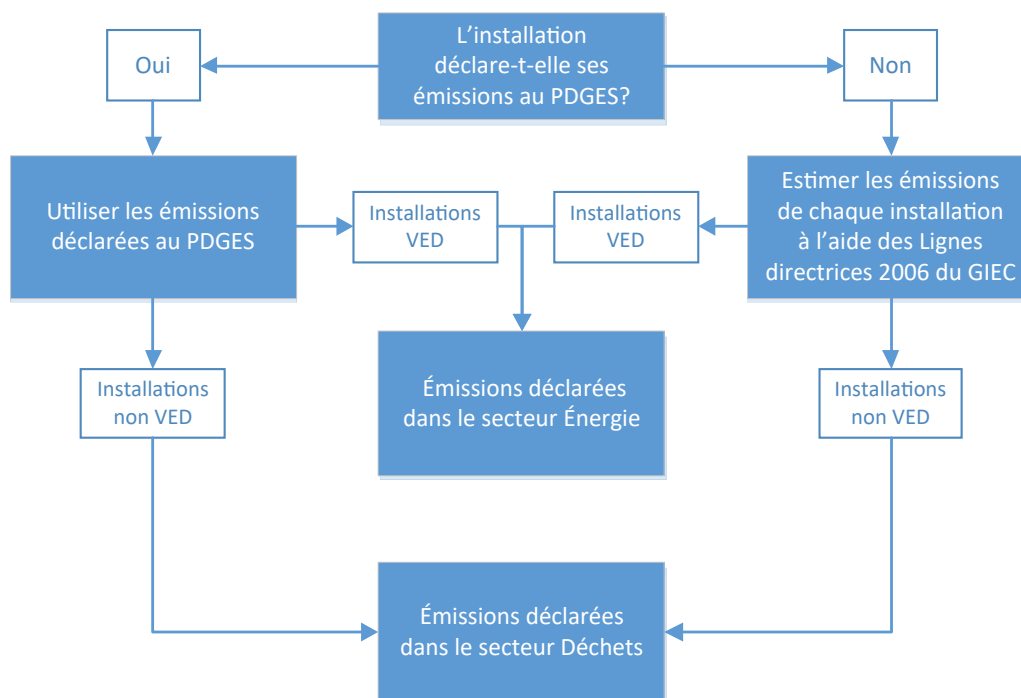 L’installation
déclare-t-elle ses
émissions au PDGES?
Oui
Non
Utiliser les émissions
déclarées au PDGES
Installations
VED
Installations
VED
Estimer les émissions
de chaque installation
à l’aide des Lignes
directrices 2006 du GIEC
Installations
non VED
Émissions déclarées
dans le secteur Énergie
Installations
non VED
Émissions déclarées
dans le secteur Déchets